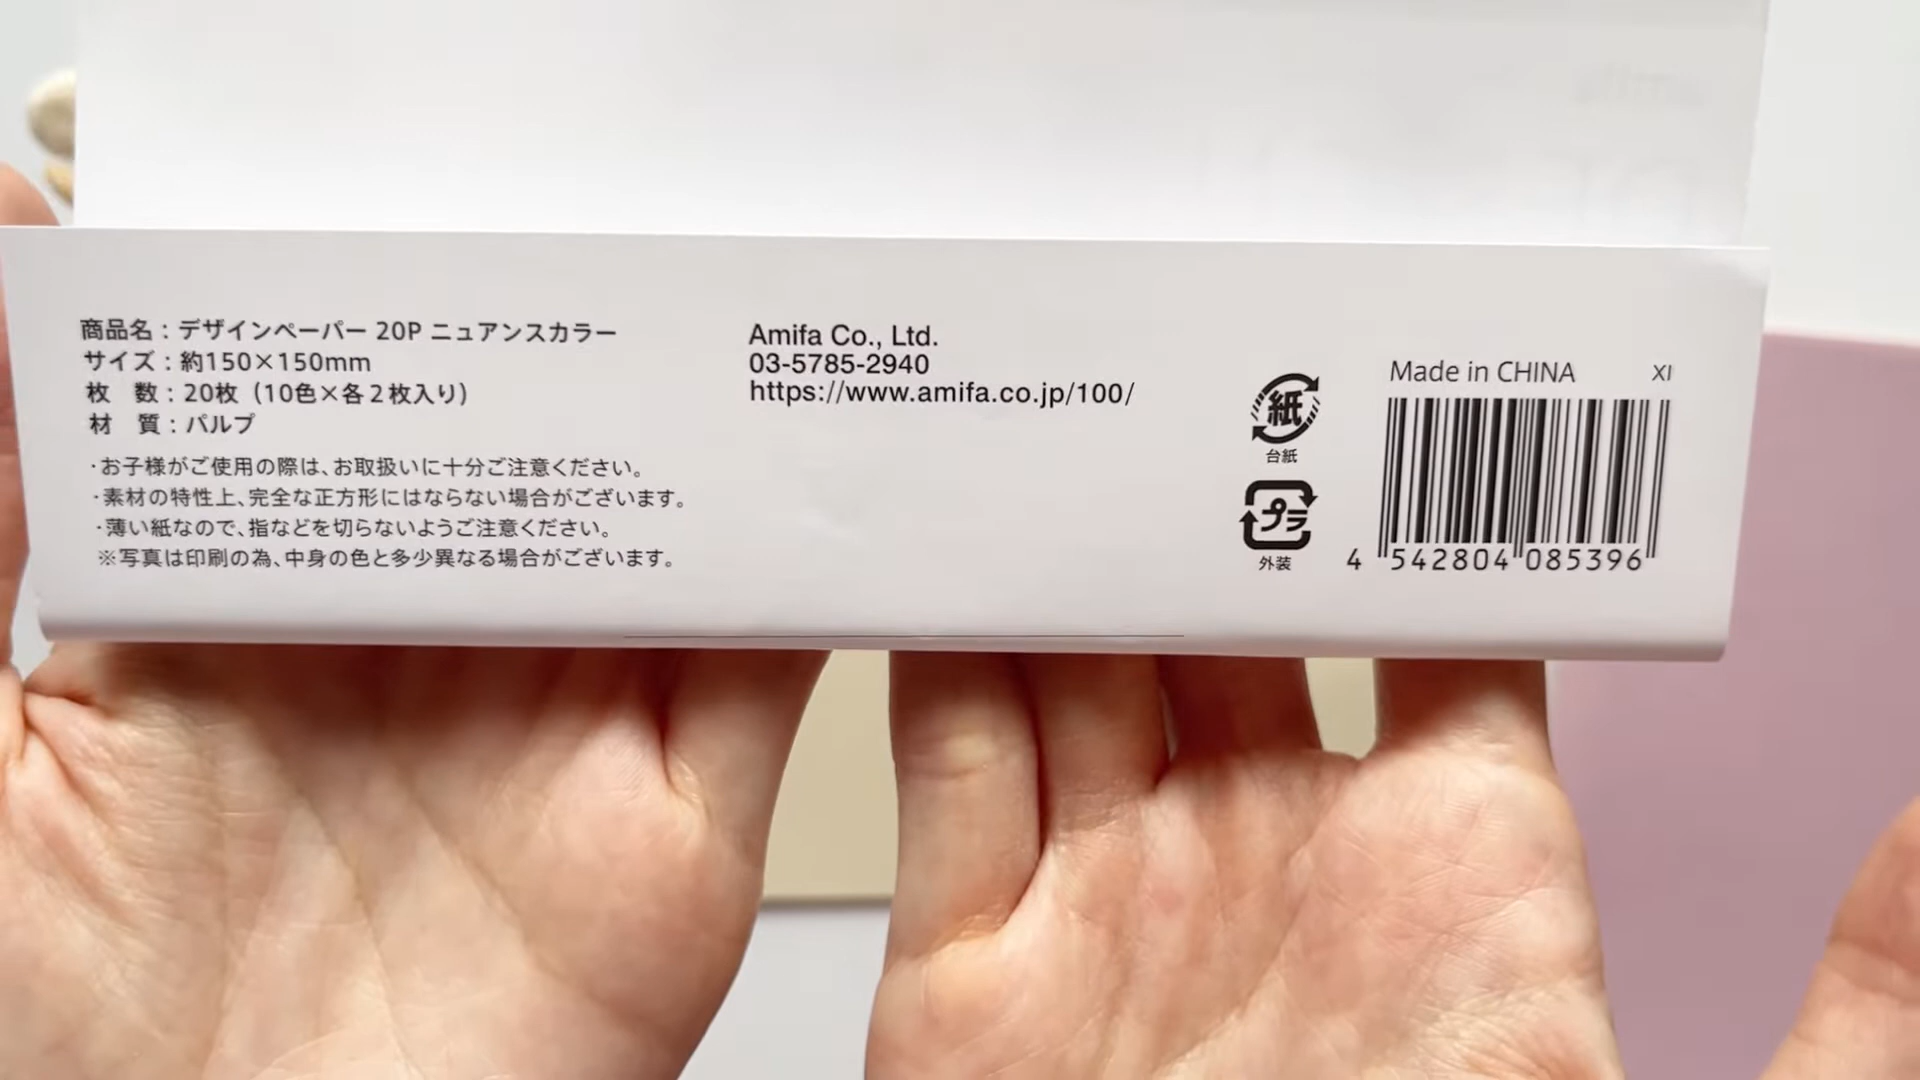 商品名：デザインペーパー 20P ニュアンスカラー
サイズ：約150×150mm
枚　数：20枚（10色×各２枚入り）
材　質：パルプ
・お子様がご使用の際は、お取扱いに十分ご注意ください。
・素材の特性上、完全な正方形にはならない場合がございます。
・薄い紙なので、指などを切らないようご注意ください。
※写真は印刷の為、中身の色と多少異なる場合がございます。
Amifa Co., Ltd.
03-5785-2940
https://www.amifa.co.jp/100/
紙
台紙
プラ
外装
Made in CHINA XI
4 542804 085396